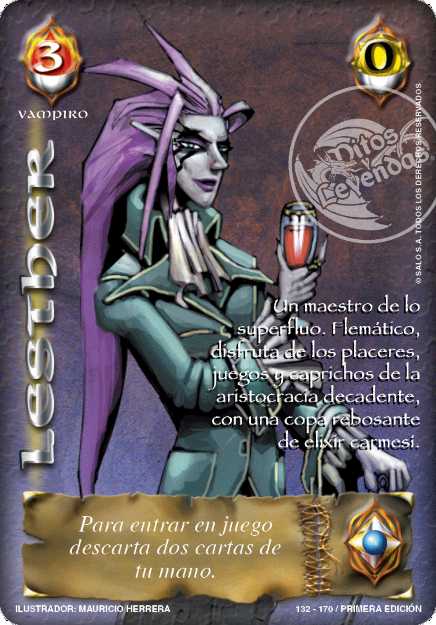 3
0
VAMPIRO
Lesther
Mitos
y
Leyendas
© SALO S.A. TODOS LOS DERECHOS RESERVADOS
Un maestro de lo
superfluo. Flemático,
disfruta de los placeres,
juegos y caprichos de la
aristocracia decadente,
con una copa rebosante
de elixir carmesí.
Para entrar en juego
descarta dos cartas de
tu mano.
ILUSTRADOR: MAURICIO HERRERA
132 - 170 / PRIMERA EDICIÓN